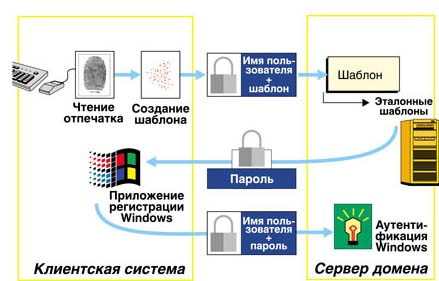 Имя поль-
зователя
+
шаблон
Шаблон
Чтение
отпечатка
Создание
шаблона
Эталонные
шаблоны
Пароль
Приложение
регистрации
Windows
Имя поль-
зователя
+
пароль
Аутенти-
фикация
Windows
Клиентская система
Сервер домена